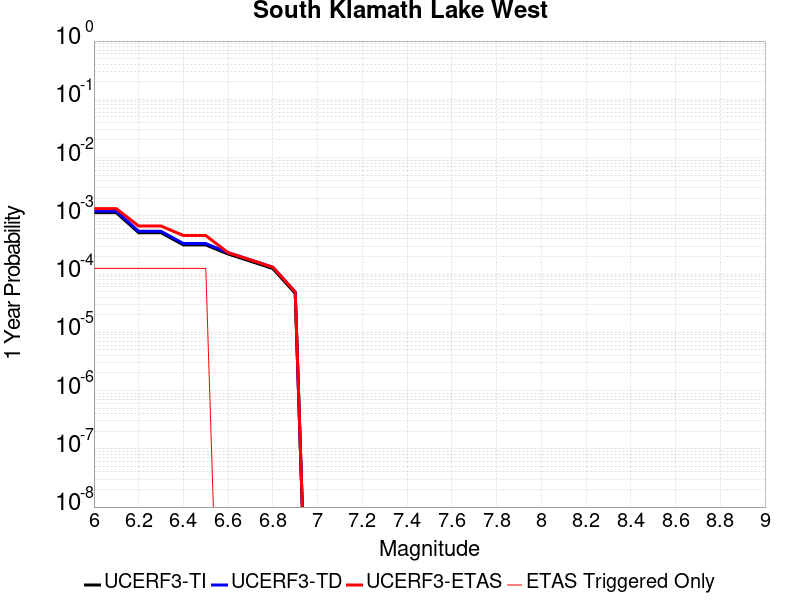 South Klamath Lake West
10^0
10^-1
10^-2
10^-3
10^-4
10^-5
10^-6
10^-7
10^-8
1 Year Probability
6 6.2 6.4 6.6 6.8 7 7.2 7.4 7.6 7.8 8 8.2 8.4 8.6 8.8 9
Magnitude
UCERF3-TI UCERF3-TD UCERF3-ETAS ETAS Triggered Only